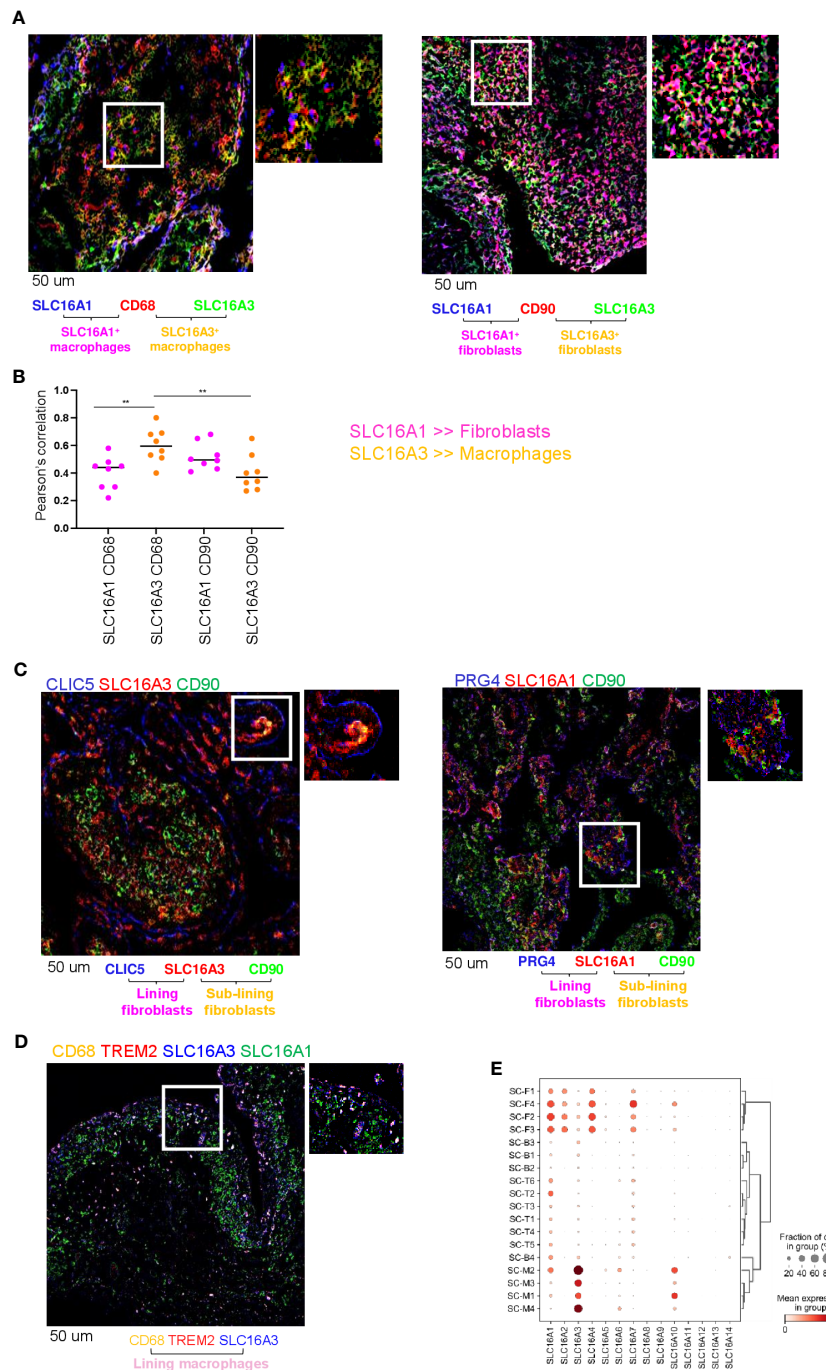 A
50 um
SLC16A1 CD68 SLC16A3
SLC16A1+ macrophages
SLC16A3+ macrophages
50 um
SLC16A1 CD90 SLC16A3
SLC16A1+ fibroblasts
SLC16A3+ fibroblasts
B
Pearson's correlation
1.0
0.8
0.6
0.4
0.2
0.0
**
**
SLC16A1 CD68
SLC16A3 CD68
SLC16A1 CD90
SLC16A3 CD90
SLC16A1 >> Fibroblasts
SLC16A3 >> Macrophages
C
CLIC5 SLC16A3 CD90
50 um
CLIC5 SLC16A3 CD90
Lining fibroblasts
Sub-lining fibroblasts
PRG4 SLC16A1 CD90
50 um
PRG4 SLC16A1 CD90
Lining fibroblasts
Sub-lining fibroblasts
D
CD68 TREM2 SLC16A3 SLC16A1
50 um
CD68 TREM2 SLC16A3
Lining macrophages
E
SC-F1
SC-F4
SC-F2
SC-F3
SC-B3
SC-B1
SC-B2
SC-T6
SC-T2
SC-T3
SC-T1
SC-T4
SC-T5
SC-B4
SC-M2
SC-M3
SC-M1
SC-M4
SLC16A1
SLC16A2
SLC16A3
SLC16A4
SLC16A5
SLC16A6
SLC16A7
SLC16A8
SLC16A9
SLC16A10
SLC16A11
SLC16A12
SLC16A13
SLC16A14
Fraction of c
in group (%
20 40 60 8
Mean expres
in group
0